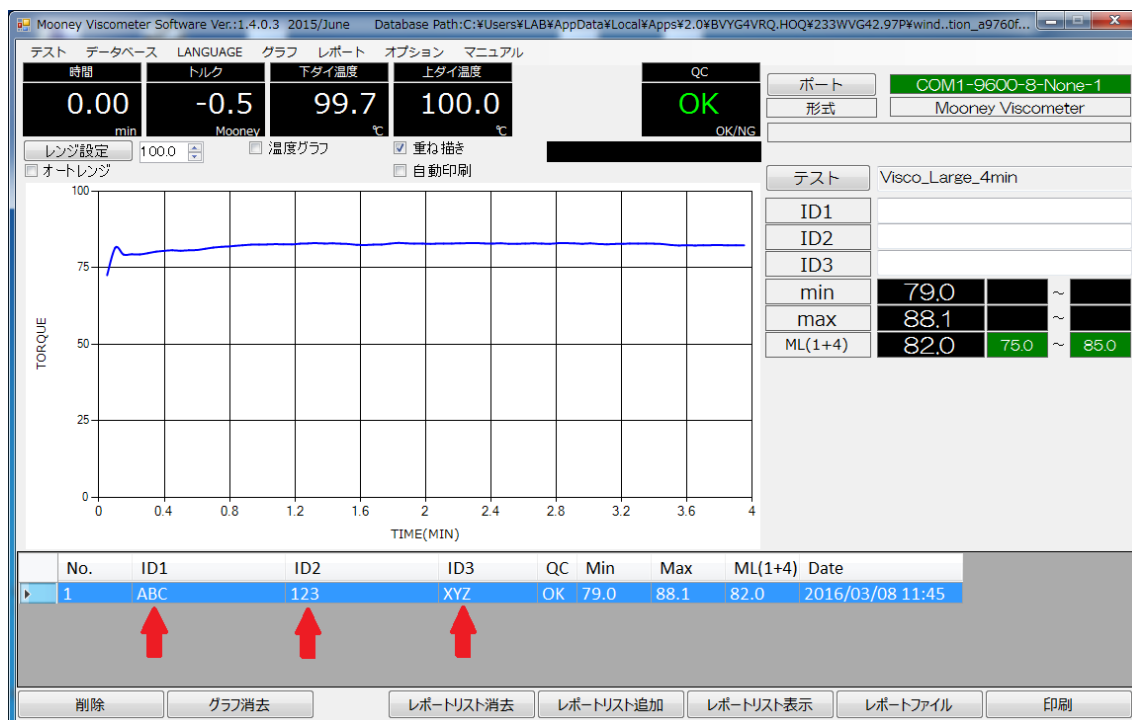 Mooney Viscometer Software Ver.:1.4.0.3 2015/June Database Path:C:¥Users¥LAB¥AppData¥Local¥Apps¥2.0¥BVYG4VRQ.HOQ¥233WVG42.97P¥wind..tion_a9760f...
テスト データベース LANGUAGE グラフ レポート オプション マニュアル
時間 トルク 下ダイ温度 上ダイ温度 QC
0.00 -0.5 99.7 100.0 OK
min Mooney ℃ ℃ OK/NG
ポート COM1-9600-8-None-1
形式 Mooney Viscometer
レンジ設定 100.0 温度グラフ 重ね描き
オートレンジ 自動印刷
テスト Visco_Large_4min
ID1
ID2
ID3
min 79.0 ~
max 88.1 ~
ML(1+4) 82.0 75.0 ~ 85.0
100
75
50
25
0
TORQUE
0 0.4 0.8 1.2 1.6 2 2.4 2.8 3.2 3.6 4
TIME(MIN)
No. ID1 ID2 ID3 QC Min Max ML(1+4) Date
1 ABC 123 XYZ OK 79.0 88.1 82.0 2016/03/08 11:45
削除 グラフ消去 レポートリスト消去 レポートリスト追加 レポートリスト表示 レポートファイル 印刷